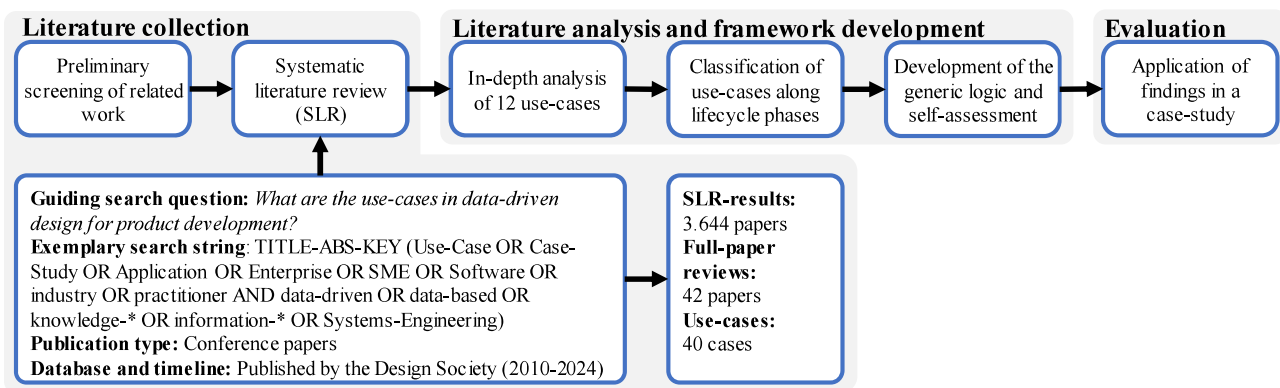 Literature collection
Preliminary
screening of related
work
Systematic
literature review
(SLR)
Literature analysis and framework development
In-depth analysis
of 12 use-cases
Classification of
use-cases along
lifecycle phases
Development of the
generic logic and
self-assessment
Evaluation
Application of
findings in a
case-study
Guiding search question: What are the use-cases in data-driven
design for product development?
Exemplary search string: TITLE-ABS-KEY (Use-Case OR Case-
Study OR Application OR Enterprise OR SME OR Software OR
industry OR practitioner AND data-driven OR data-based OR
knowledge-* OR information-* OR Systems-Engineering)
Publication type: Conference papers
Database and timeline: Published by the Design Society (2010-2024)
SLR-results:
3.644 papers
Full-paper
reviews:
42 papers
Use-cases:
40 cases